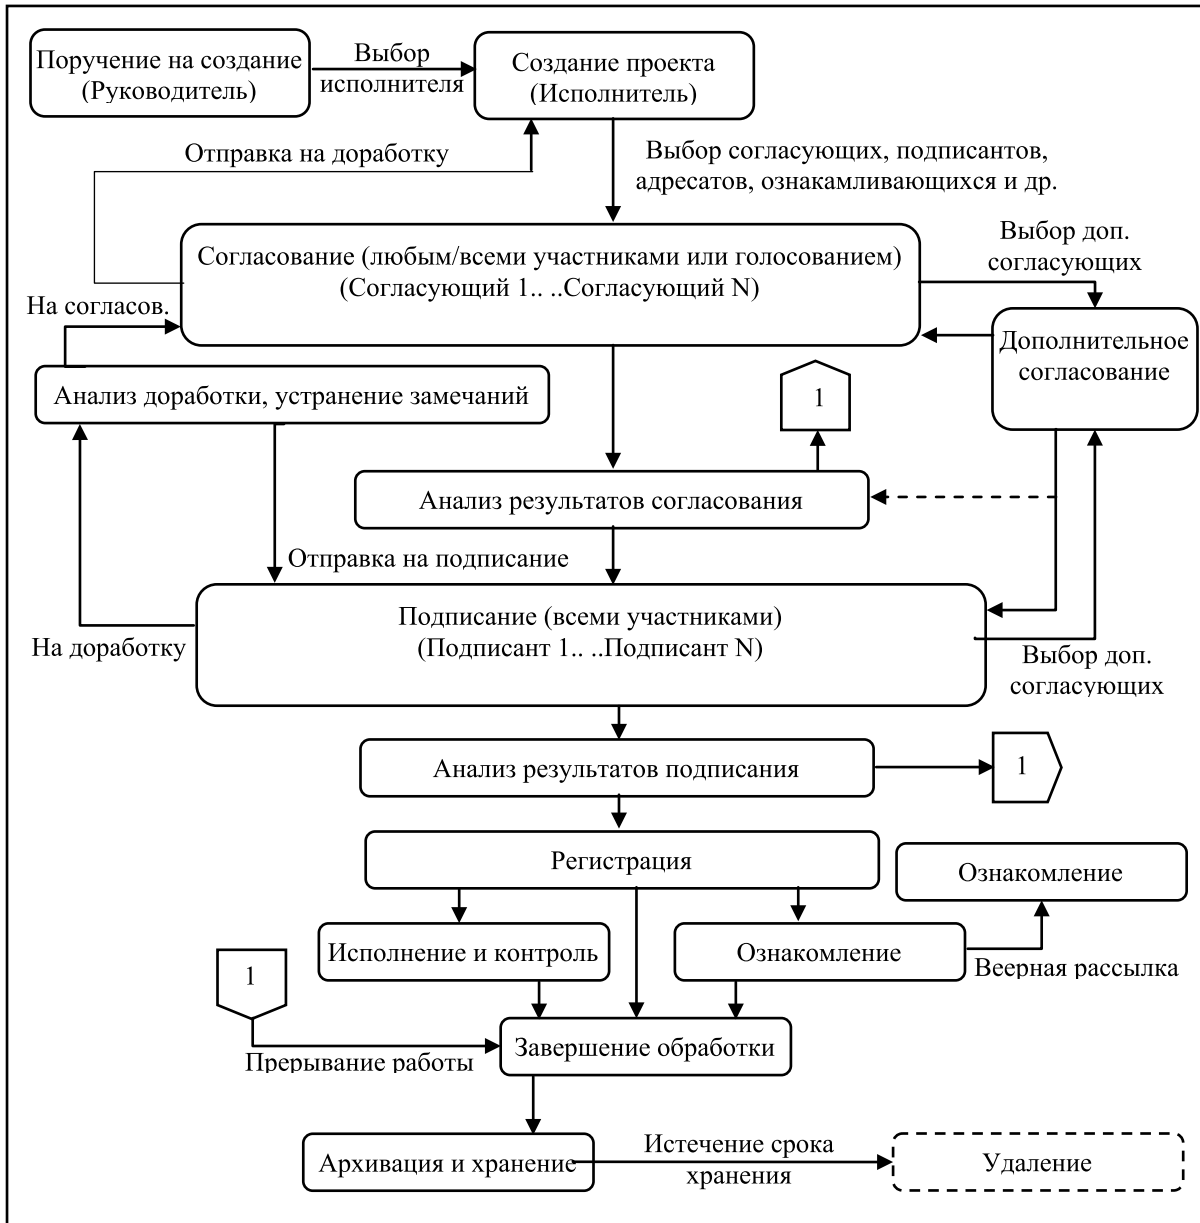 Поручение на создание
(Руководитель)
Выбор
исполнителя
Создание проекта
(Исполнитель)
Отправка на доработку
Выбор согласующих, подписантов,
адресатов, ознакамливающихся и др.
Согласование (любым/всеми участниками или голосованием)
(Согласующий 1.. ..Согласующий N)
Выбор доп.
согласующих
На согласов.
Дополнительное
согласование
Анализ доработки, устранение замечаний
1
Анализ результатов согласования
Отправка на подписание
Подписание (всеми участниками)
(Подписант 1.. ..Подписант N)
На доработку
Выбор доп.
согласующих
Анализ результатов подписания
1
Регистрация
Ознакомление
Исполнение и контроль
Ознакомление
Веерная рассылка
1
Прерывание работы
Завершение обработки
Архивация и хранение
Истечение срока
хранения
Удаление